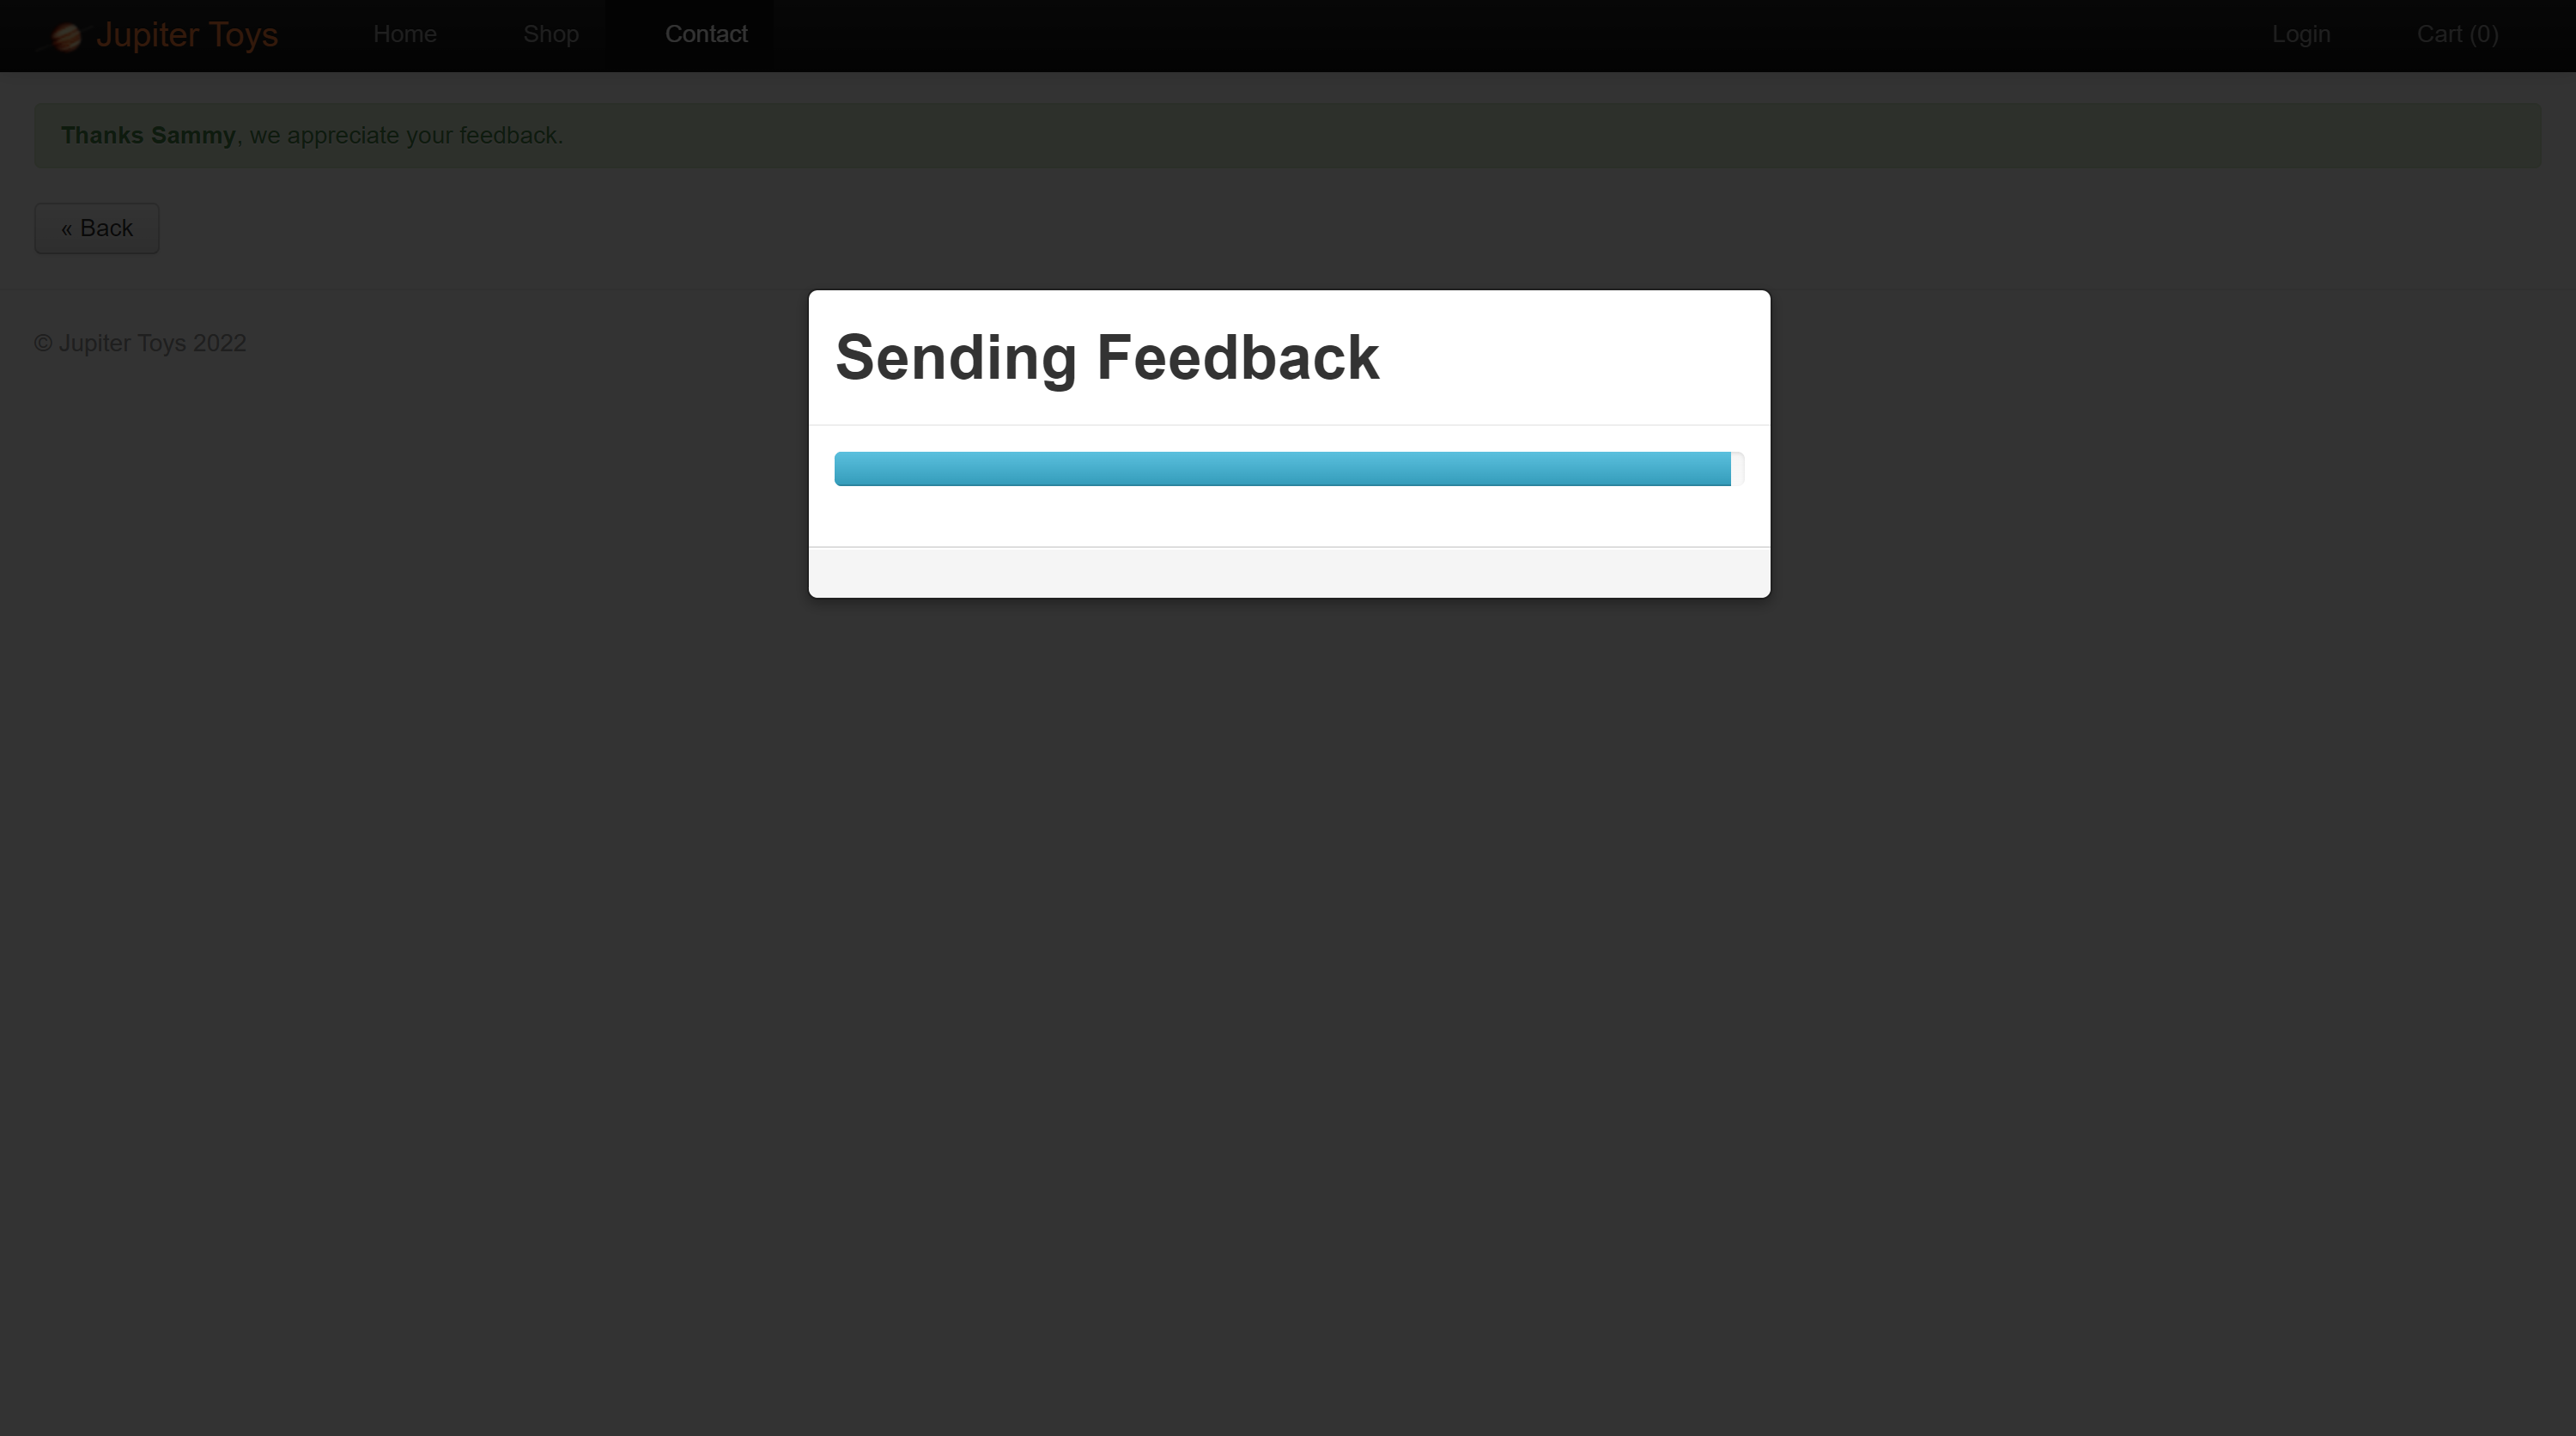 Jupiter Toys Home Shop Contact Login Cart (0)
Thanks Sammy, we appreciate your feedback.
« Back
Sending Feedback
© Jupiter Toys 2022